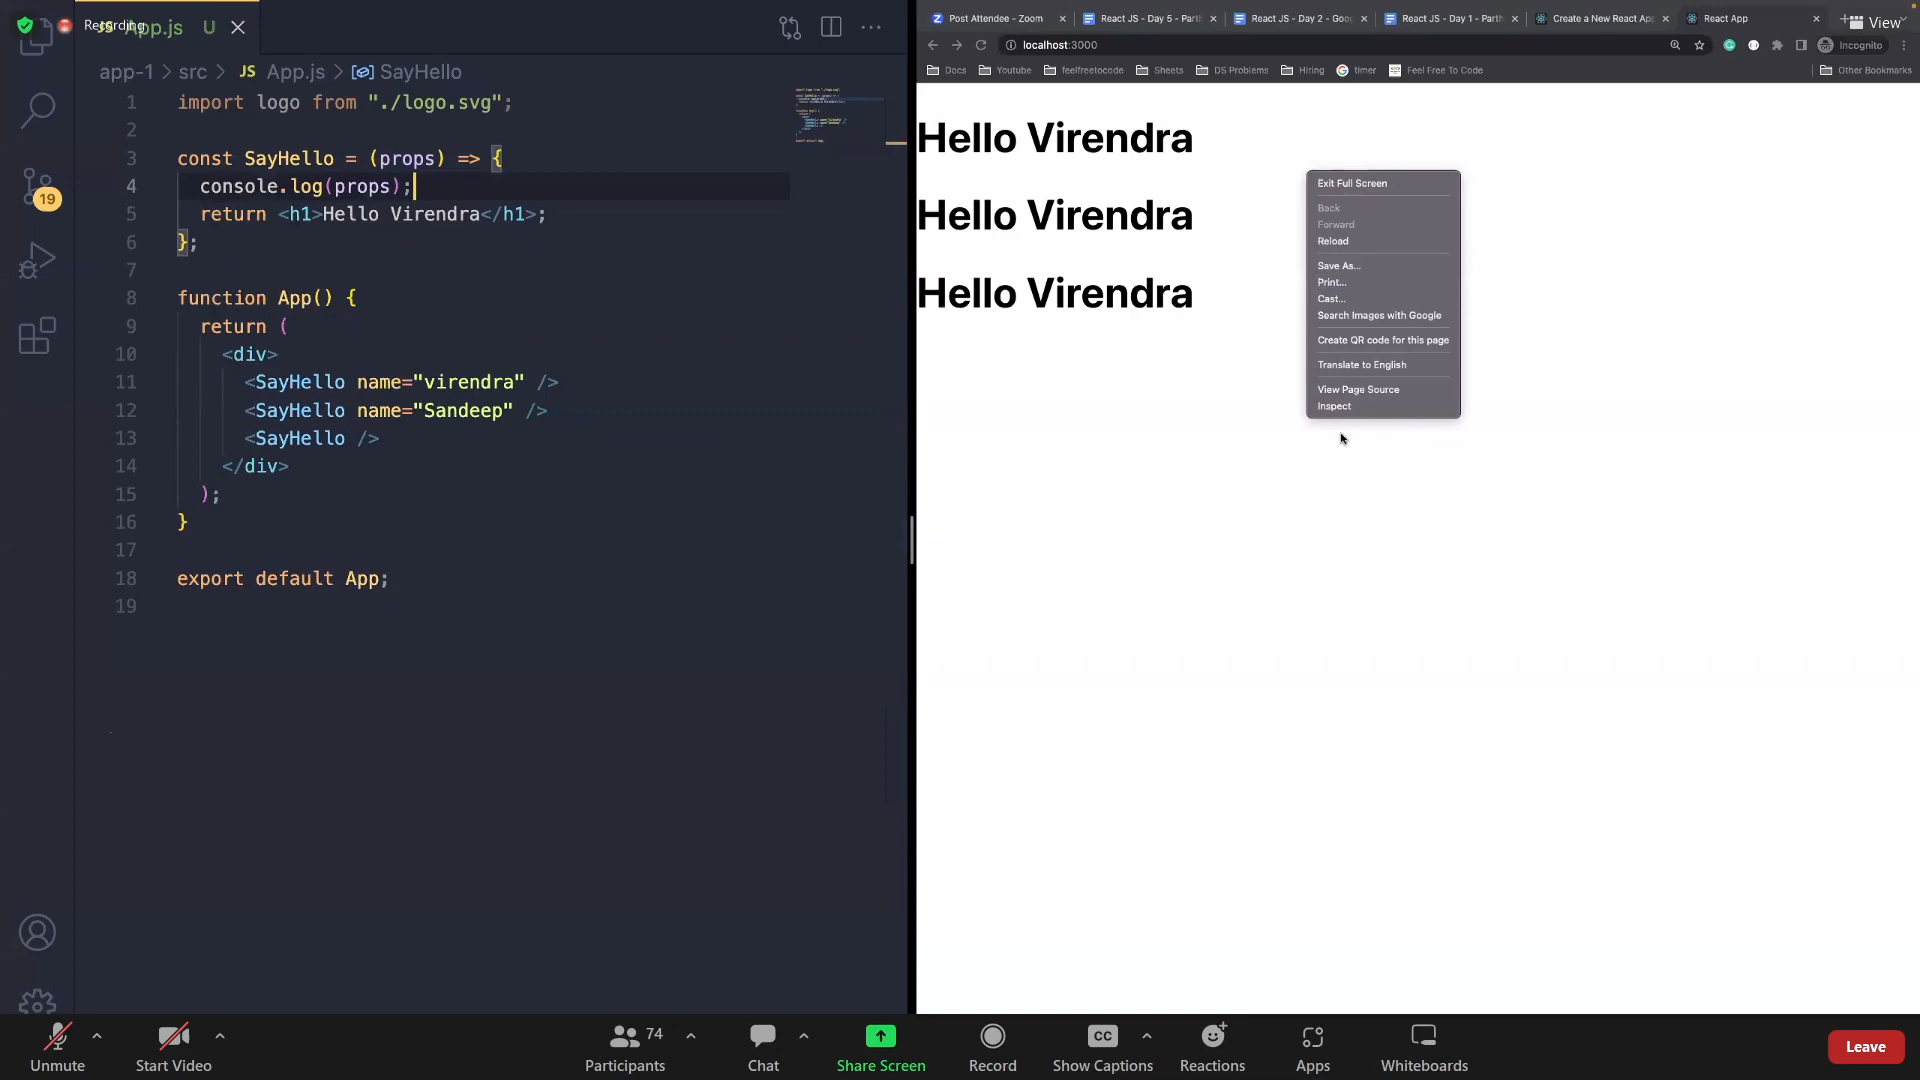 Recording
App.js U
app-1 > src > JS App.js > SayHello
1 import logo from "./logo.svg";
2
3 const SayHello = (props) => {
4 console.log(props);
5 return <h1>Hello Virendra</h1>;
6 };
7
8 function App() {
9 return (
10 <div>
11 <SayHello name="virendra" />
12 <SayHello name="Sandeep" />
13 <SayHello />
14 </div>
15 );
16 }
17
18 export default App;
19
19
Post Attendee - Zoom
React JS - Day 5 - Parth
React JS - Day 2 - Goog
React JS - Day 1 - Parth
Create a New React App
React App
View
localhost:3000
Incognito
Docs
Youtube
feelfreetocode
Sheets
DS Problems
Hiring
timer
Feel Free To Code
Other Bookmarks
Hello Virendra
Hello Virendra
Hello Virendra
Exit Full Screen
Back
Forward
Reload
Save As...
Print...
Cast...
Search Images with Google
Create QR code for this page
Translate to English
View Page Source
Inspect
Unmute
Start Video
Participants 74
Chat
Share Screen
Record
CC
Show Captions
Reactions
Apps
Whiteboards
Leave